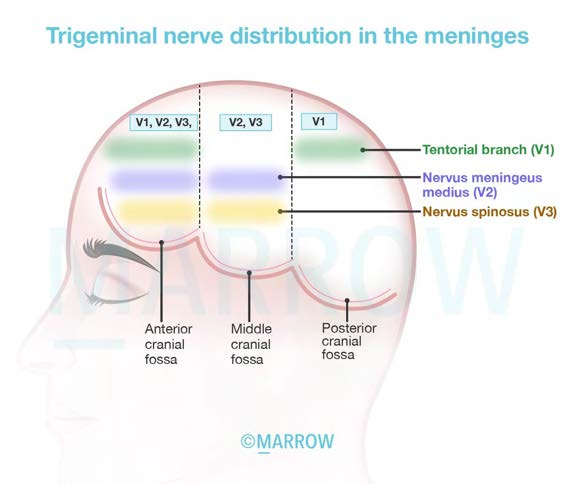 Trigeminal nerve distribution in the meninges
V1, V2, V3,
V2, V3
V1
Tentorial branch (V1)
Nervus meningeus
medius (V2)
Nervus spinosus (V3)
MARROW
Anterior
cranial
fossa
Middle
cranial
fossa
Posterior
cranial
fossa
©MARROW